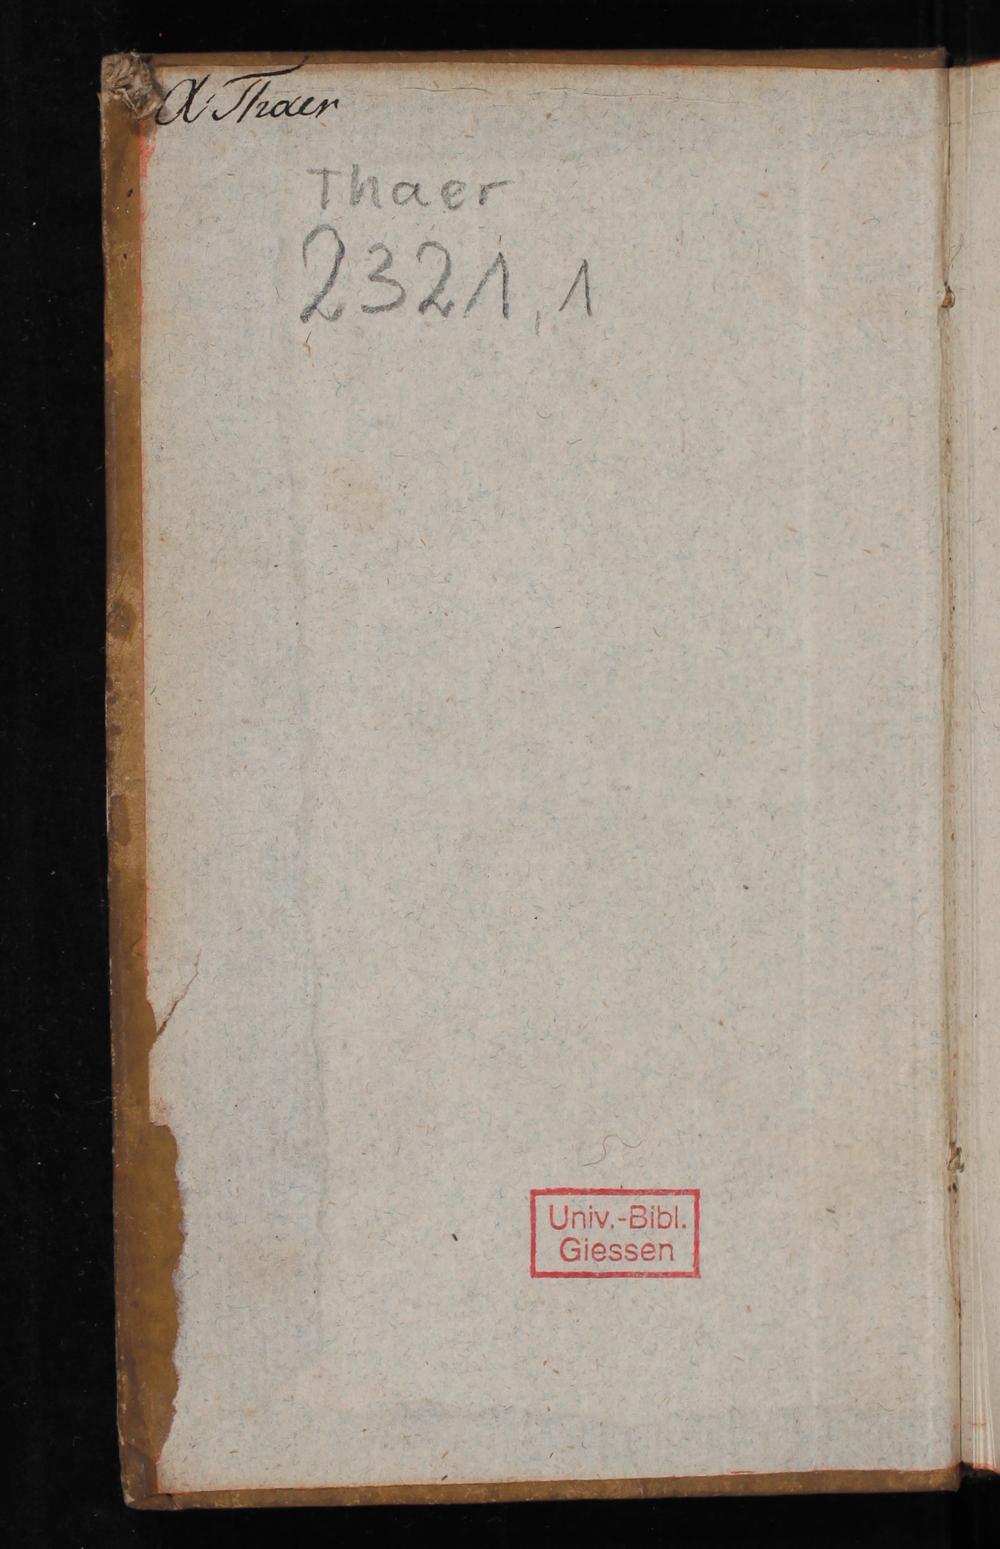 A. Thaer
Thaer
2321, 1
Univ.-Bibl.
Giessen